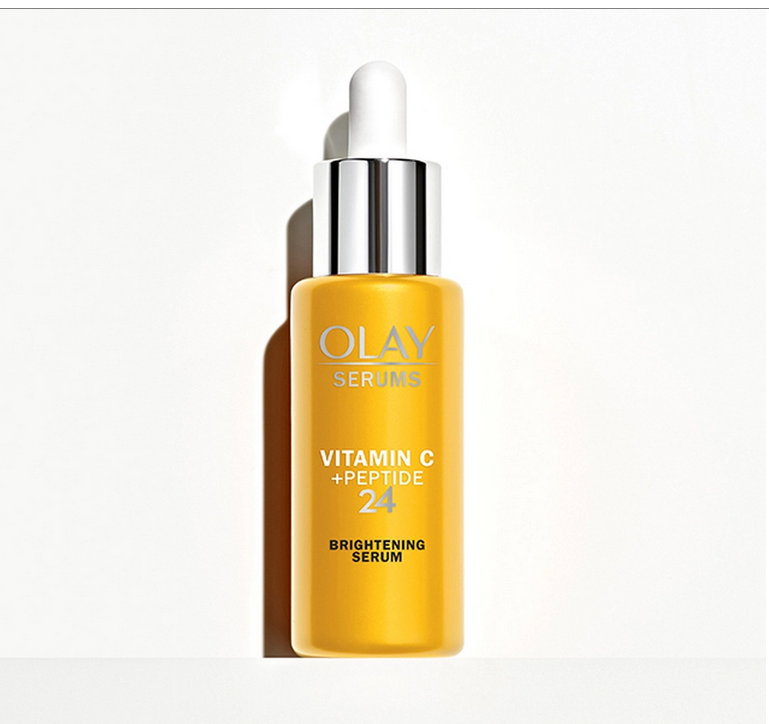 OLAY
SERUMS
VITAMIN C
+PEPTIDE
24
BRIGHTENING
SERUM